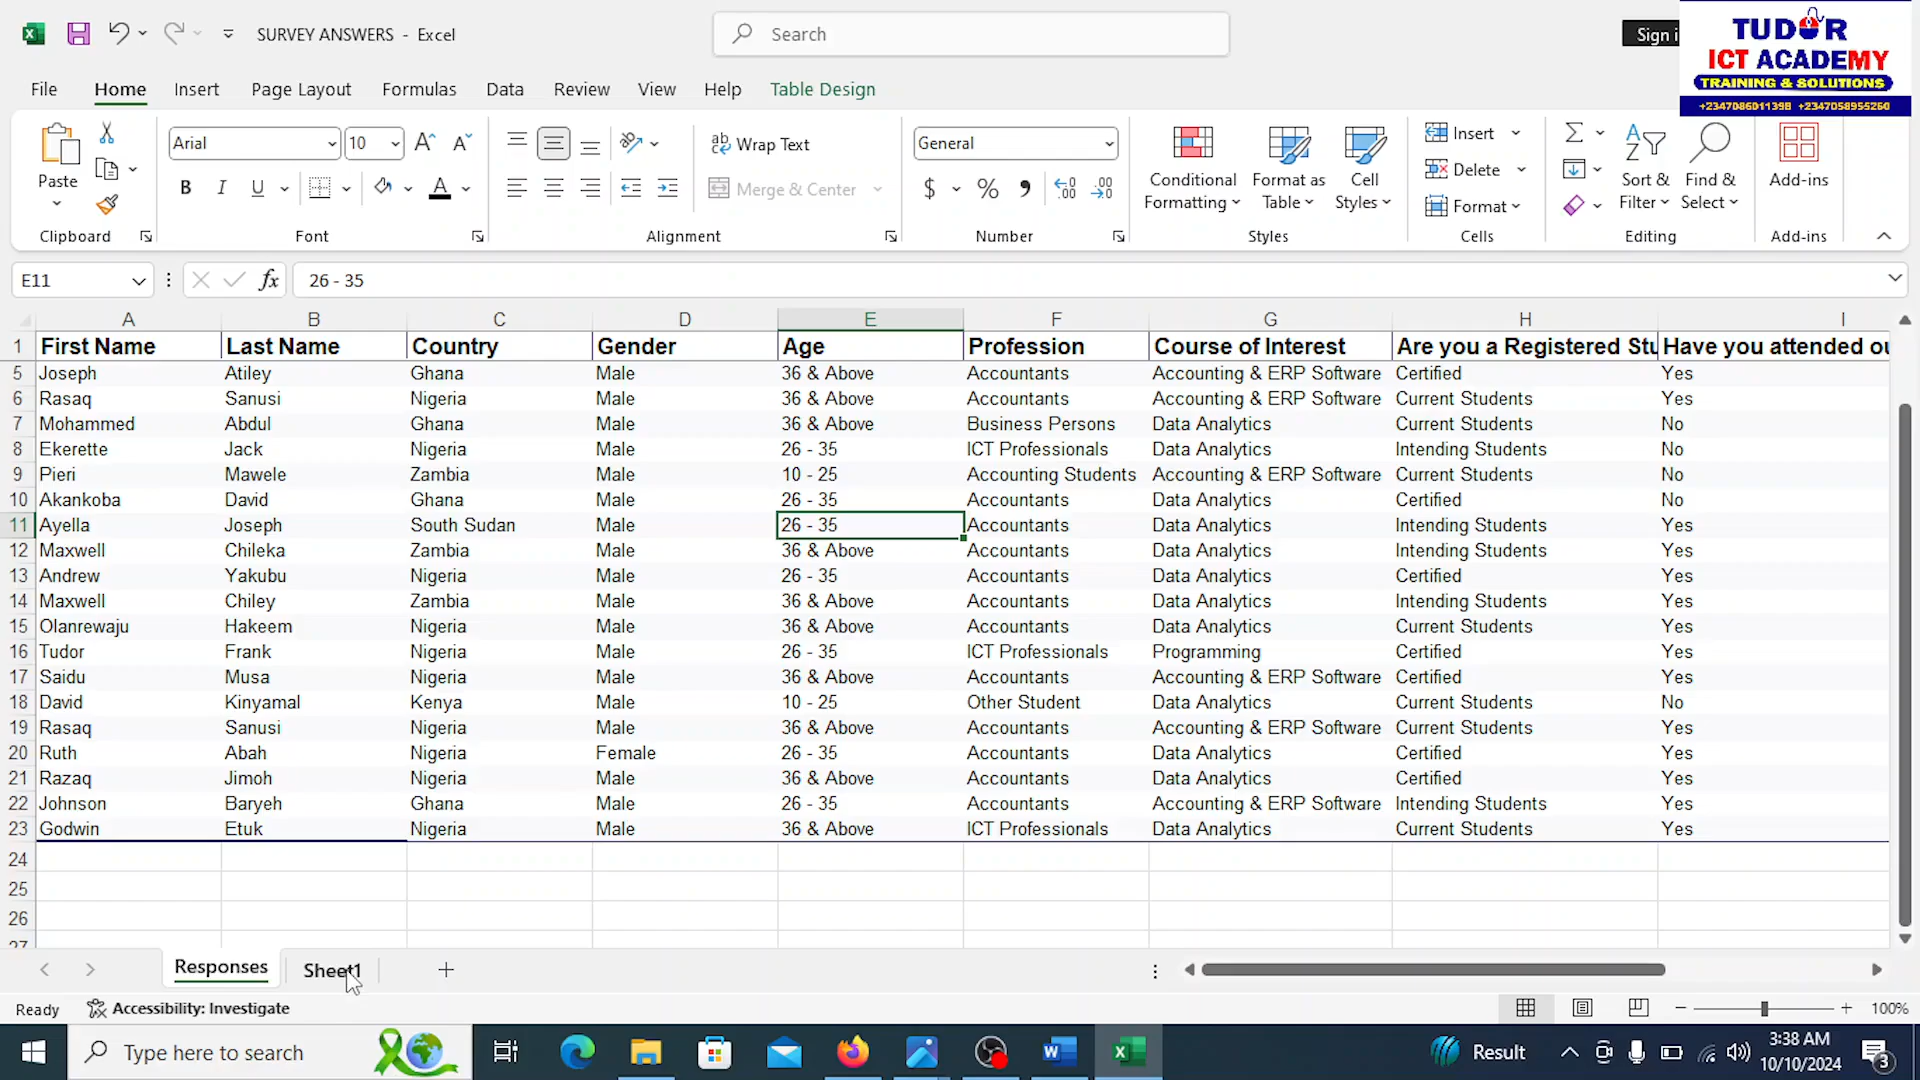 SURVEY ANSWERS - Excel
Search
Sign i
TUDOR
ICT ACADEMY
TRAINING & SOLUTIONS
+2347086011398 +2347058955260
File Home Insert Page Layout Formulas Data Review View Help Table Design
Paste
Arial 10
Wrap Text
Merge & Center
General
Conditional Formatting
Format as Table
Cell Styles
Insert
Delete
Format
Sort & Filter
Find & Select
Add-ins
Clipboard Font Alignment Number Styles Cells Editing Add-ins
E11 fx 26 - 35
A B C D E F G H I
1 First Name Last Name Country Gender Age Profession Course of Interest Are you a Registered Stu Have you attended ou
5 Joseph Atiley Ghana Male 36 & Above Accountants Accounting & ERP Software Certified Yes
6 Rasaq Sanusi Nigeria Male 36 & Above Accountants Accounting & ERP Software Current Students Yes
7 Mohammed Abdul Ghana Male 36 & Above Business Persons Data Analytics Current Students No
8 Ekerette Jack Nigeria Male 26 - 35 ICT Professionals Data Analytics Intending Students No
9 Pieri Mawele Zambia Male 10 - 25 Accounting Students Accounting & ERP Software Current Students No
10 Akankoba David Ghana Male 26 - 35 Accountants Data Analytics Certified No
11 Ayella Joseph South Sudan Male 26 - 35 Accountants Data Analytics Intending Students Yes
12 Maxwell Chileka Zambia Male 36 & Above Accountants Data Analytics Intending Students Yes
13 Andrew Yakubu Nigeria Male 26 - 35 Accountants Data Analytics Certified Yes
14 Maxwell Chiley Zambia Male 36 & Above Accountants Data Analytics Intending Students Yes
15 Olanrewaju Hakeem Nigeria Male 36 & Above Accountants Data Analytics Current Students Yes
16 Tudor Frank Nigeria Male 26 - 35 ICT Professionals Programming Certified Yes
17 Saidu Musa Nigeria Male 36 & Above Accountants Accounting & ERP Software Certified Yes
18 David Kinyamal Kenya Male 10 - 25 Other Student Data Analytics Current Students No
19 Rasaq Sanusi Nigeria Male 36 & Above Accountants Accounting & ERP Software Current Students Yes
20 Ruth Abah Nigeria Female 26 - 35 Accountants Data Analytics Certified Yes
21 Razaq Jimoh Nigeria Male 36 & Above Accountants Data Analytics Certified Yes
22 Johnson Baryeh Ghana Male 26 - 35 Accountants Accounting & ERP Software Intending Students Yes
23 Godwin Etuk Nigeria Male 36 & Above ICT Professionals Data Analytics Current Students Yes
24
25
26
27
Responses Sheet1
Ready Accessibility: Investigate 100%
Type here to search
Result
3:38 AM
10/10/2024
3